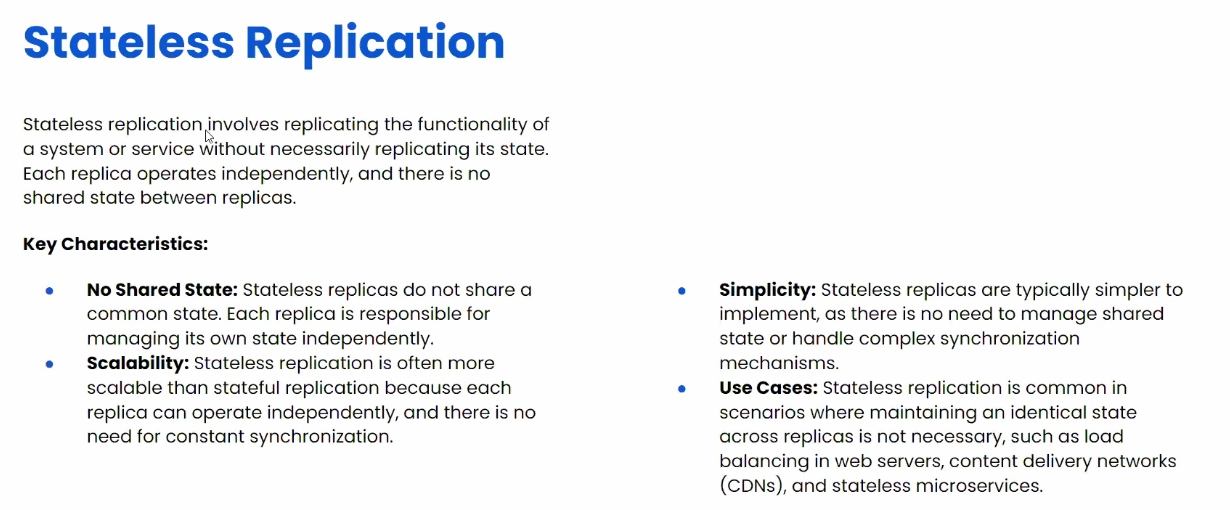 Stateless Replication
Stateless replication involves replicating the functionality of
a system or service without necessarily replicating its state.
Each replica operates independently, and there is no
shared state between replicas.
Key Characteristics:
● No Shared State: Stateless replicas do not share a
common state. Each replica is responsible for
managing its own state independently.
● Scalability: Stateless replication is often more
scalable than stateful replication because each
replica can operate independently, and there is no
need for constant synchronization.
● Simplicity: Stateless replicas are typically simpler to
implement, as there is no need to manage shared
state or handle complex synchronization
mechanisms.
● Use Cases: Stateless replication is common in
scenarios where maintaining an identical state
across replicas is not necessary, such as load
balancing in web servers, content delivery networks
(CDNs), and stateless microservices.